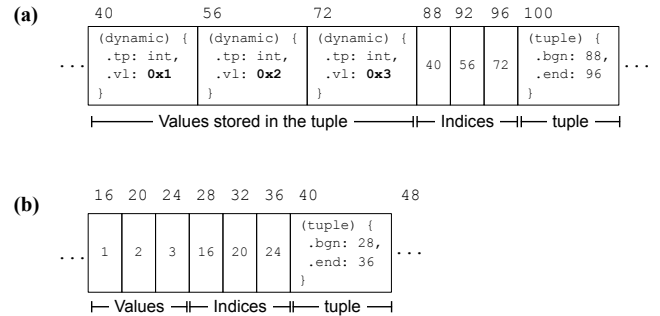 (a)
40 56 72 88 92 96 100
(dynamic) { (dynamic) { (dynamic) { (tuple) {
.tp: int, .tp: int, .tp: int, .bgn: 88,
... .vl: 0x1 .vl: 0x2 .vl: 0x3 40 56 72 .end: 96 ...
} } } }
Values stored in the tuple Indices tuple
(b)
16 20 24 28 32 36 40 48
(tuple) {
.bgn: 28,
... 1 2 3 16 20 24 .end: 36 ...
}
Values Indices tuple